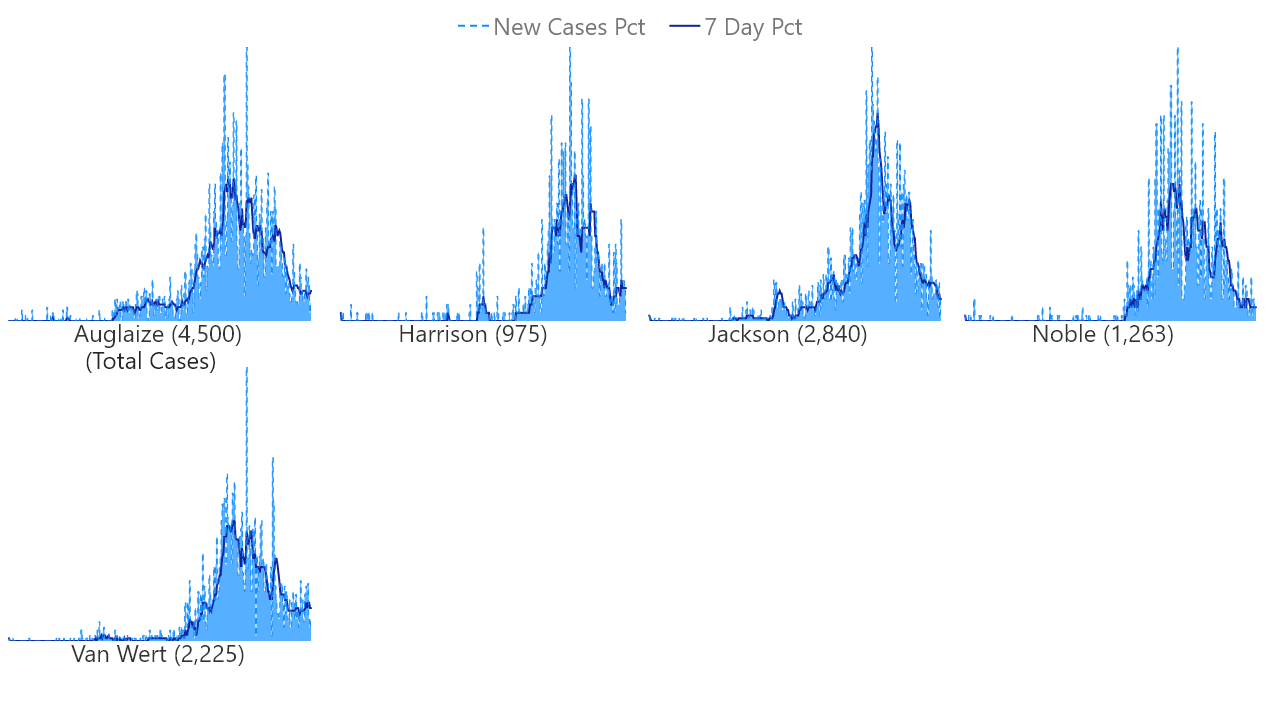 New Cases Pct 7 Day Pct
Auglaize (4,500)
(Total Cases)
Harrison (975)
Jackson (2,840)
Noble (1,263)
Van Wert (2,225)